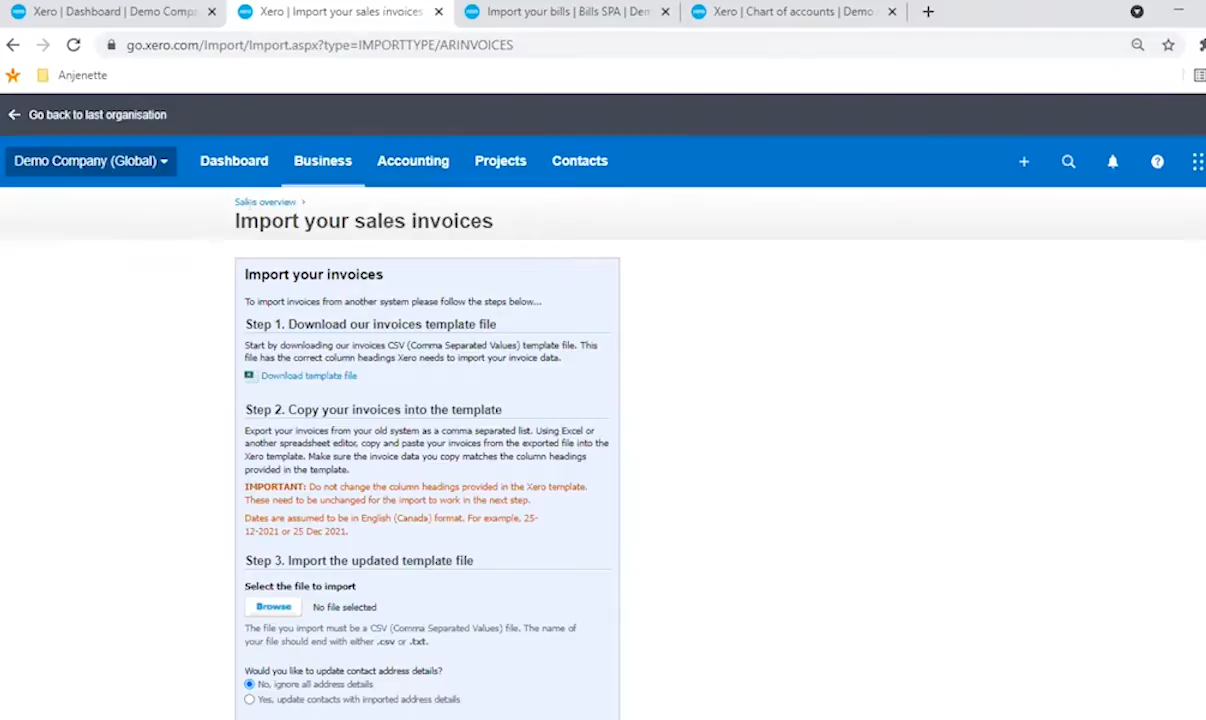 Xero | Dashboard | Demo Compa
Xero | Import your sales invoices
Import your bills | Bills SPA | Dem
Xero | Chart of accounts | Demo
go.xero.com/Import/Import.aspx?type=IMPORTTYPE/ARINVOICES
Anjenette
Go back to last organisation
Demo Company (Global)
Dashboard
Business
Accounting
Projects
Contacts
Sales overview ›
Import your sales invoices
Import your invoices
To import invoices from another system please follow the steps below...
Step 1. Download our invoices template file
Start by downloading our invoices CSV (Comma Separated Values) template file. This
file has the correct column headings Xero needs to import your invoice data.
Download template file
Step 2. Copy your invoices into the template
Export your invoices from your old system as a comma separated list. Using Excel or
another spreadsheet editor, copy and paste your invoices from the exported file into the
Xero template. Make sure the invoice data you copy matches the column headings
provided in the template.
IMPORTANT: Do not change the column headings provided in the Xero template.
These need to be unchanged for the import to work in the next step.
Dates are assumed to be in English (Canada) format. For example, 25-
12-2021 or 25 Dec 2021.
Step 3. Import the updated template file
Select the file to import
Browse No file selected
The file you import must be a CSV (Comma Separated Values) file. The name of
your file should end with either .csv or .txt.
Would you like to update contact address details?
No, ignore all address details
Yes, update contacts with imported address details